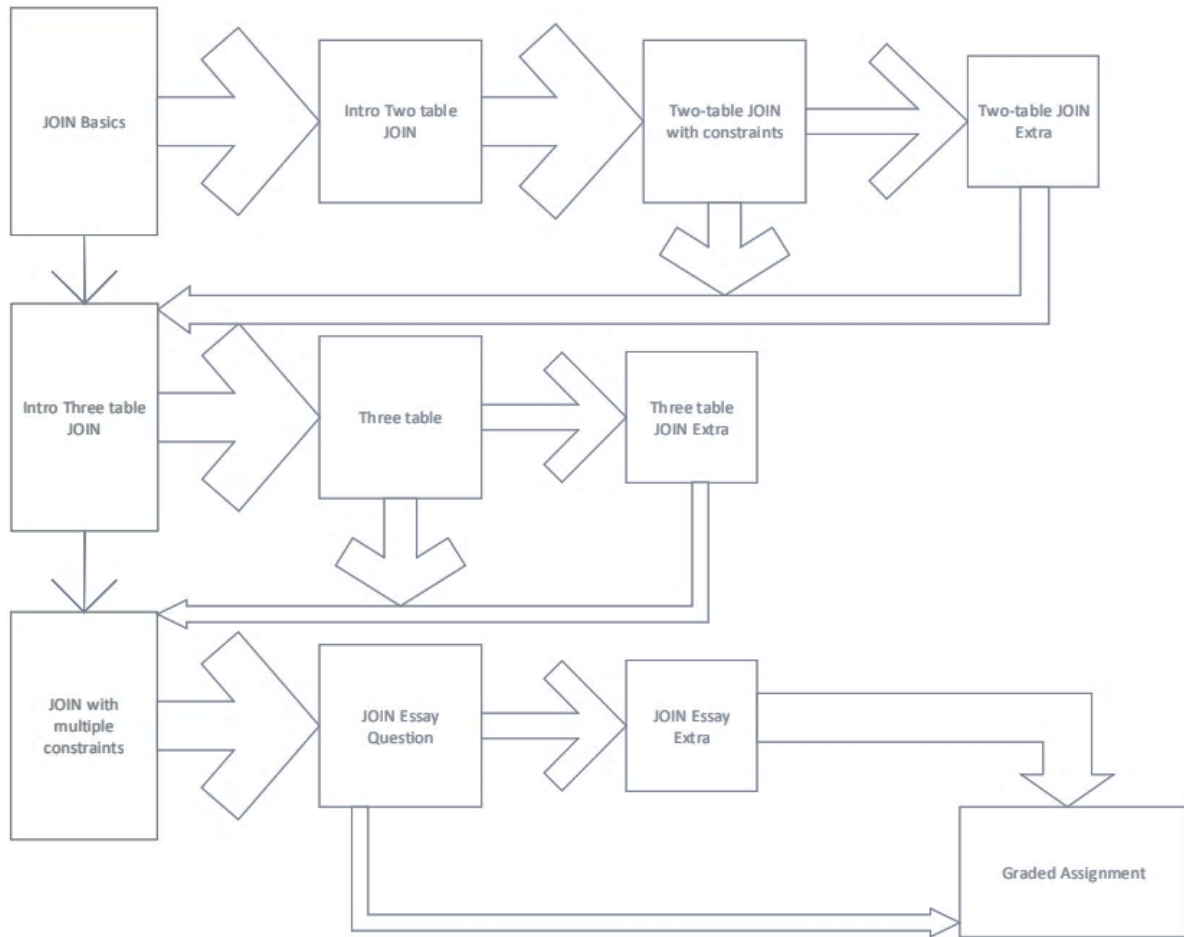 JOIN Basics
Intro Two table
JOIN
Two-table JOIN
with constraints
Two-table JOIN
Extra
Intro Three table
JOIN
Three table
Three table
JOIN Extra
JOIN with
multiple
constraints
JOIN Essay
Question
JOIN Essay
Extra
Graded Assignment